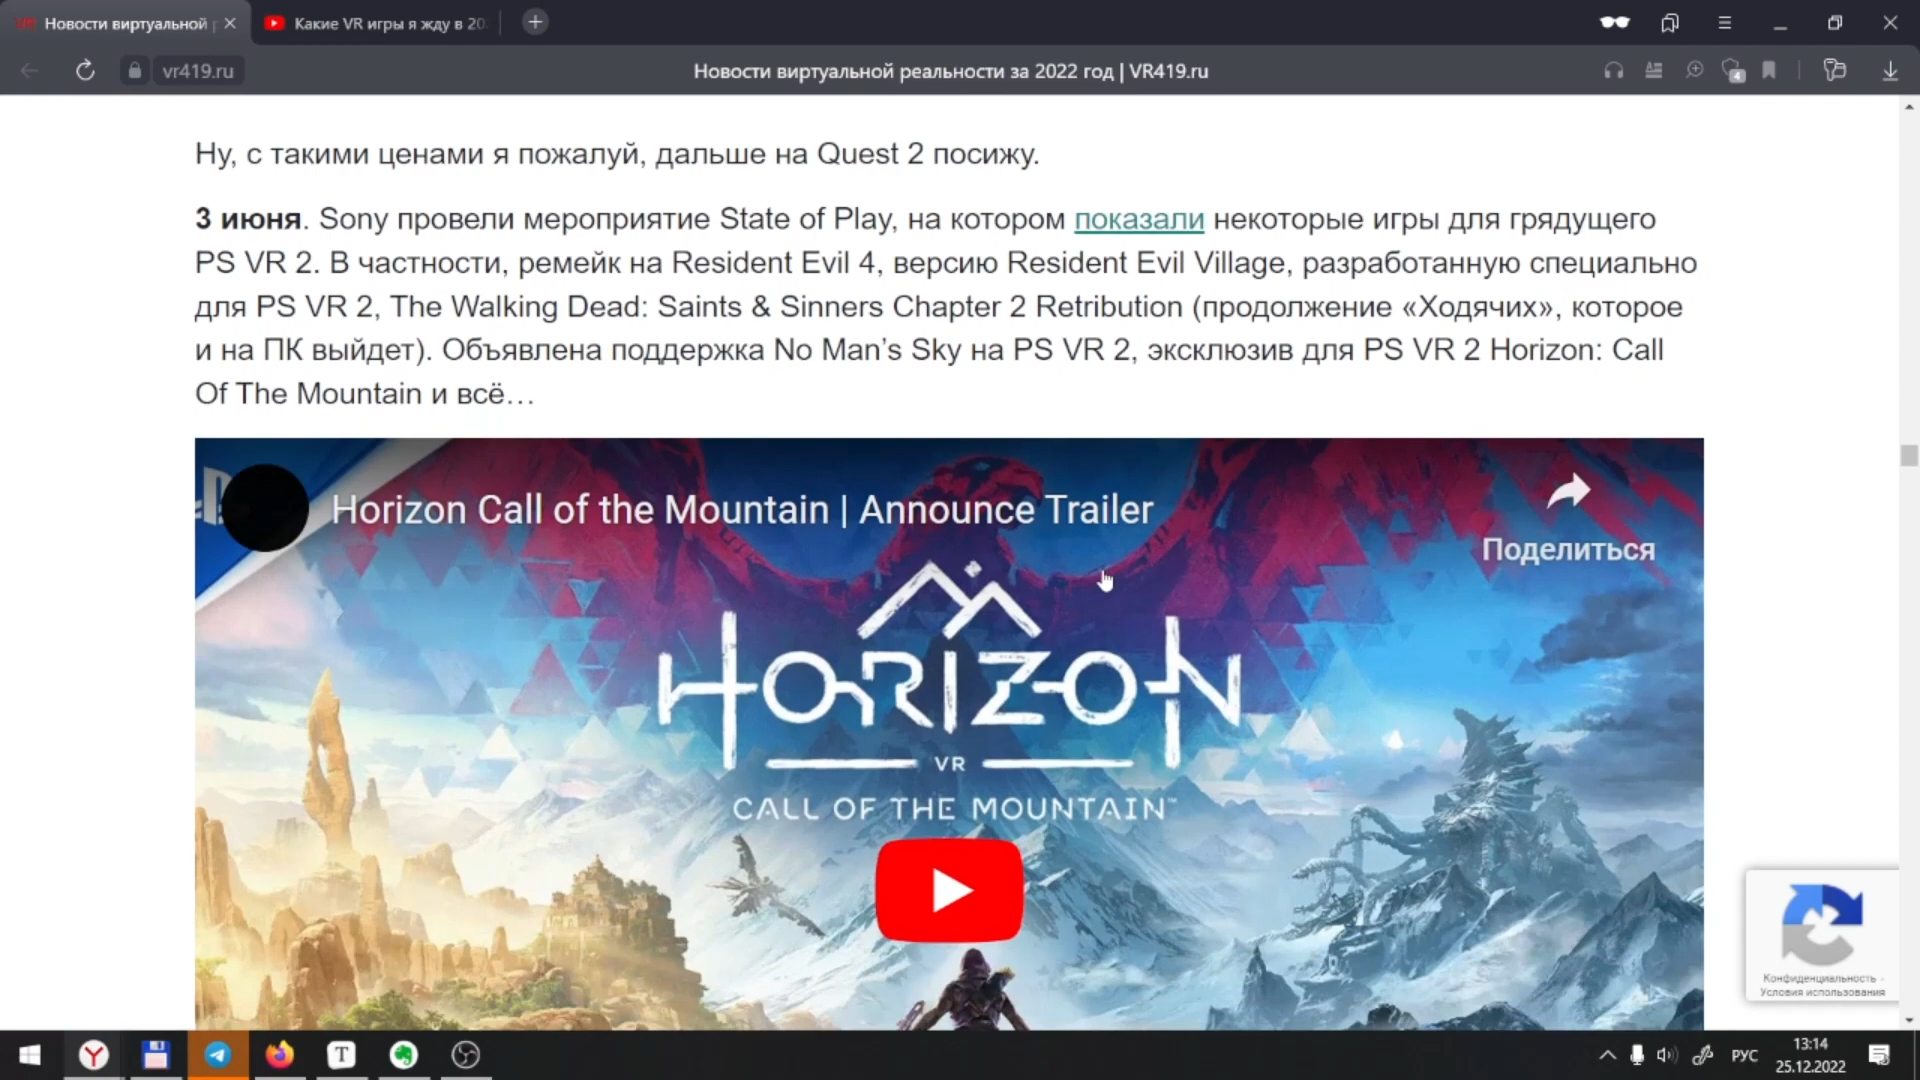 Новости виртуальной р
Какие VR игры я жду в 20
vr419.ru
Новости виртуальной реальности за 2022 год | VR419.ru
4
Ну, с такими ценами я пожалуй, дальше на Quest 2 посижу.
3 июня. Sony провели мероприятие State of Play, на котором показали некоторые игры для грядущего
PS VR 2. В частности, ремейк на Resident Evil 4, версию Resident Evil Village, разработанную специально
для PS VR 2, The Walking Dead: Saints & Sinners Chapter 2 Retribution (продолжение «Ходячих», которое
и на ПК выйдет). Объявлена поддержка No Man’s Sky на PS VR 2, эксклюзив для PS VR 2 Horizon: Call
Of The Mountain и всё…
Horizon Call of the Mountain | Announce Trailer
Поделиться
HORIZON
VR
CALL OF THE MOUNTAIN™
Конфиденциальность -
Условия использования
РУС
13:14
25.12.2022